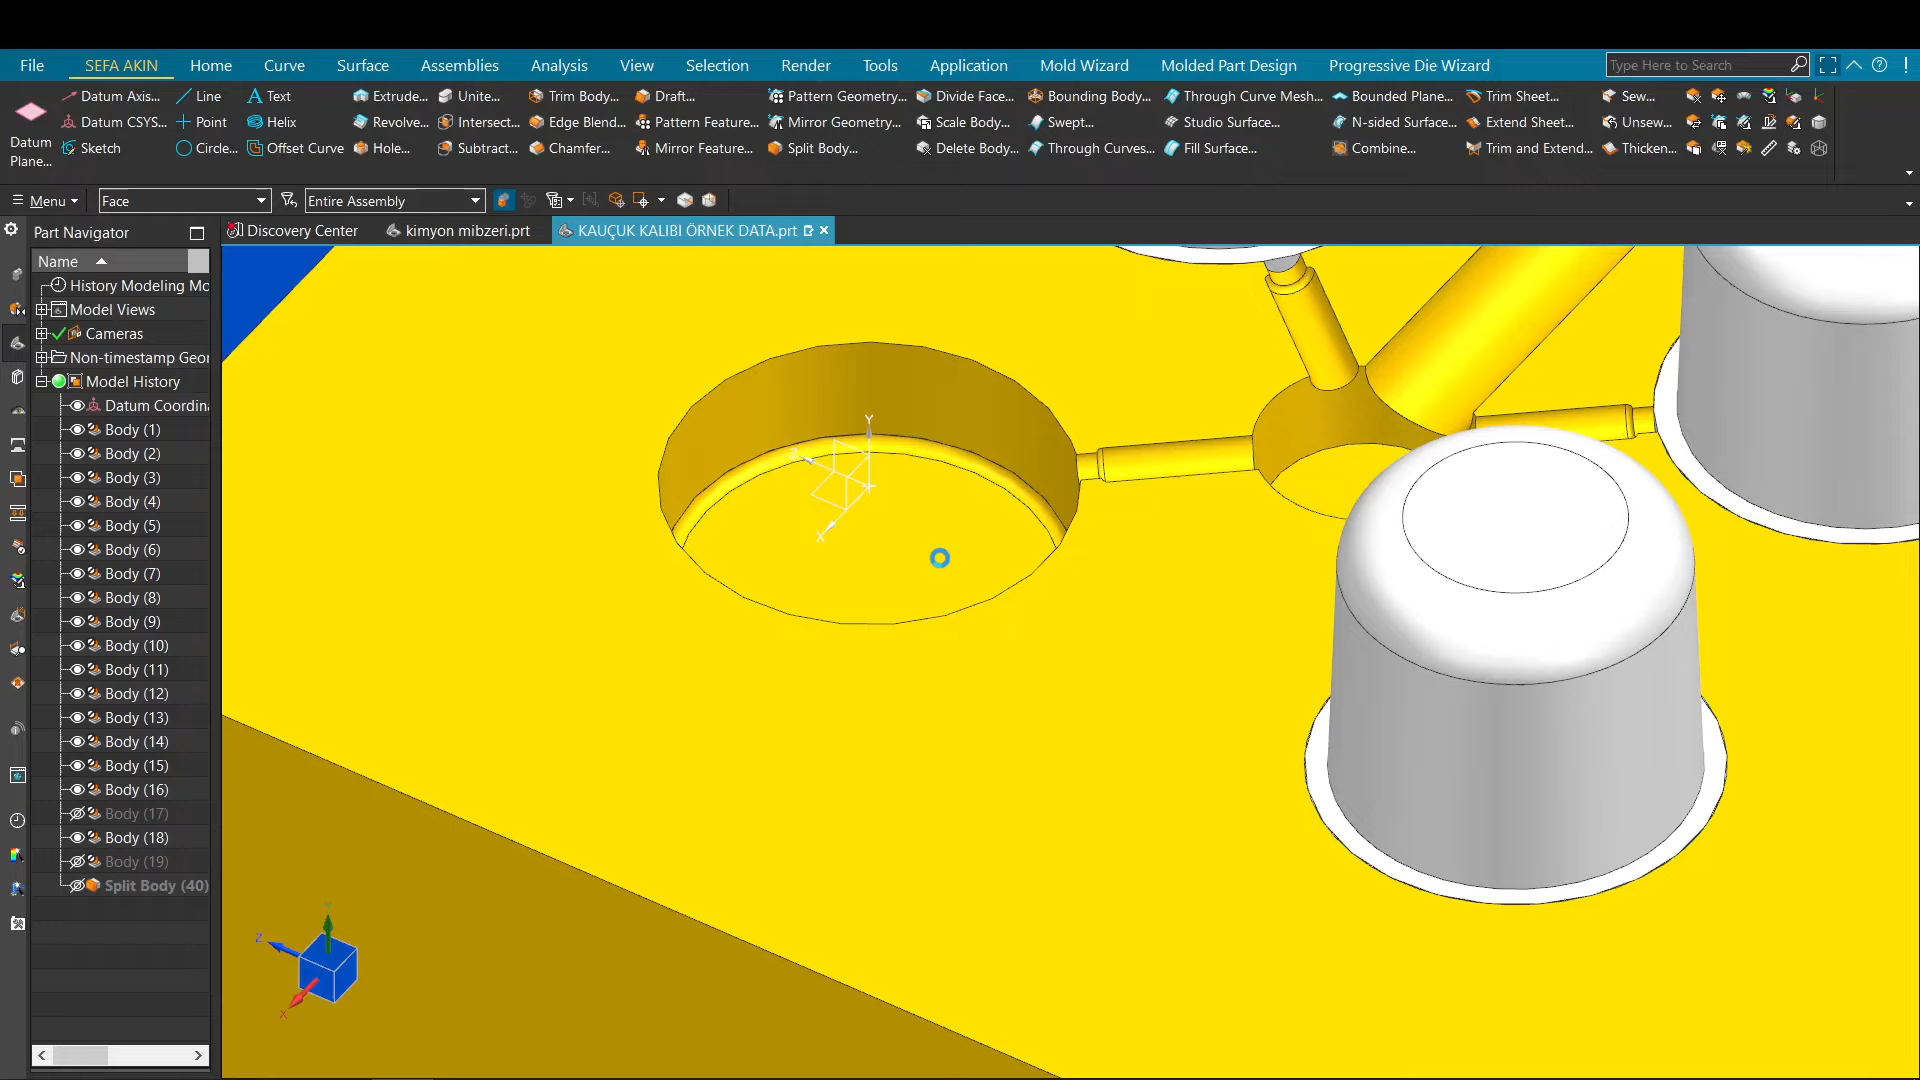 File SEFA AKIN Home Curve Surface Assemblies Analysis View Selection Render Tools Application Mold Wizard Molded Part Design Progressive Die Wizard Type Here to Search
Datum Axis... Line Text Extrude... Unite... Trim Body... Draft... Pattern Geometry... Divide Face... Bounding Body... Through Curve Mesh... Bounded Plane... Trim Sheet... Sew...
Datum CSYS... Point Helix Revolve... Intersect... Edge Blend... Pattern Feature... Mirror Geometry... Scale Body... Swept... Studio Surface... N-sided Surface... Extend Sheet... Unsew...
Datum Plane... Sketch Circle... Offset Curve Hole... Subtract... Chamfer... Mirror Feature... Split Body... Delete Body... Through Curves... Fill Surface... Combine... Trim and Extend... Thicken...
Menu Face Entire Assembly
Part Navigator Discovery Center kimyon mibzeri.prt KAUÇUK KALIBI ÖRNEK DATA.prt
Name
History Modeling Mo
Model Views
Cameras
Non-timestamp Geor
Model History
Datum Coordina
Body (1)
Body (2)
Body (3)
Body (4)
Body (5)
Body (6)
Body (7)
Body (8)
Body (9)
Body (10)
Body (11)
Body (12)
Body (13)
Body (14)
Body (15)
Body (16)
Body (17)
Body (18)
Body (19)
Split Body (40)
Y
Z
X
Y
Z
X